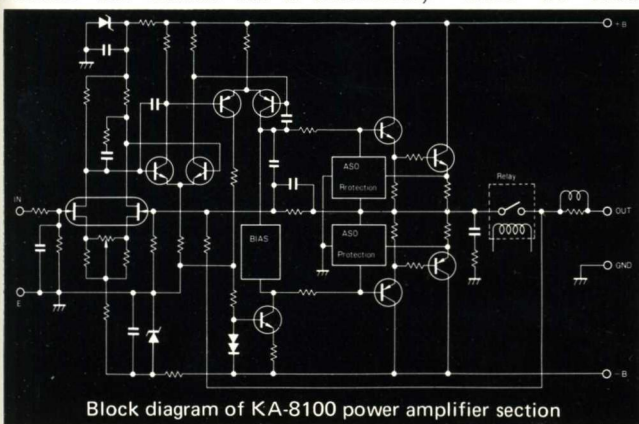 +B
ASO
Protection
Relay
IN
OUT
BIAS
ASO
Protection
GND
E
-B
Block diagram of KA-8100 power amplifier section